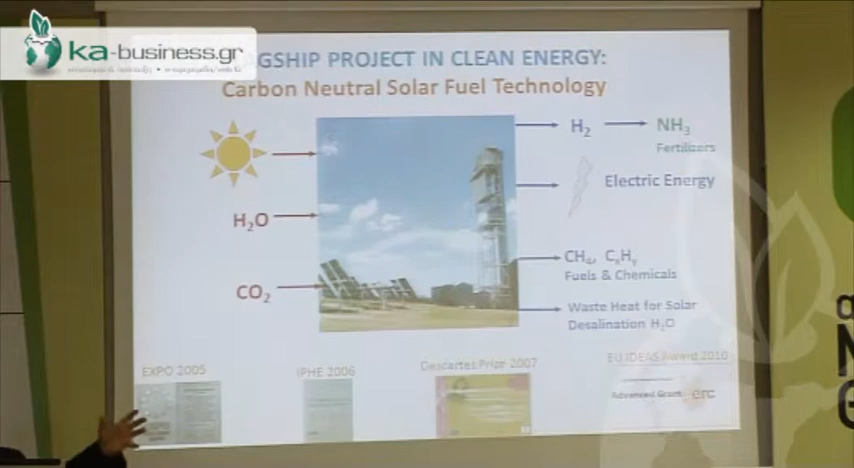 ka-business.gr
AGSHIP PROJECT IN CLEAN ENERGY:
Carbon Neutral Solar Fuel Technology
H₂
NH₃
Fertilizers
Electric Energy
H₂O
CH₄, CₓHᵧ
Fuels & Chemicals
CO₂
Waste Heat for Solar
Desalination H₂O
EXPO 2005
IPHE 2006
Descartes Prize 2007
EU IDEAS Award 2010
Advanced Grant erc